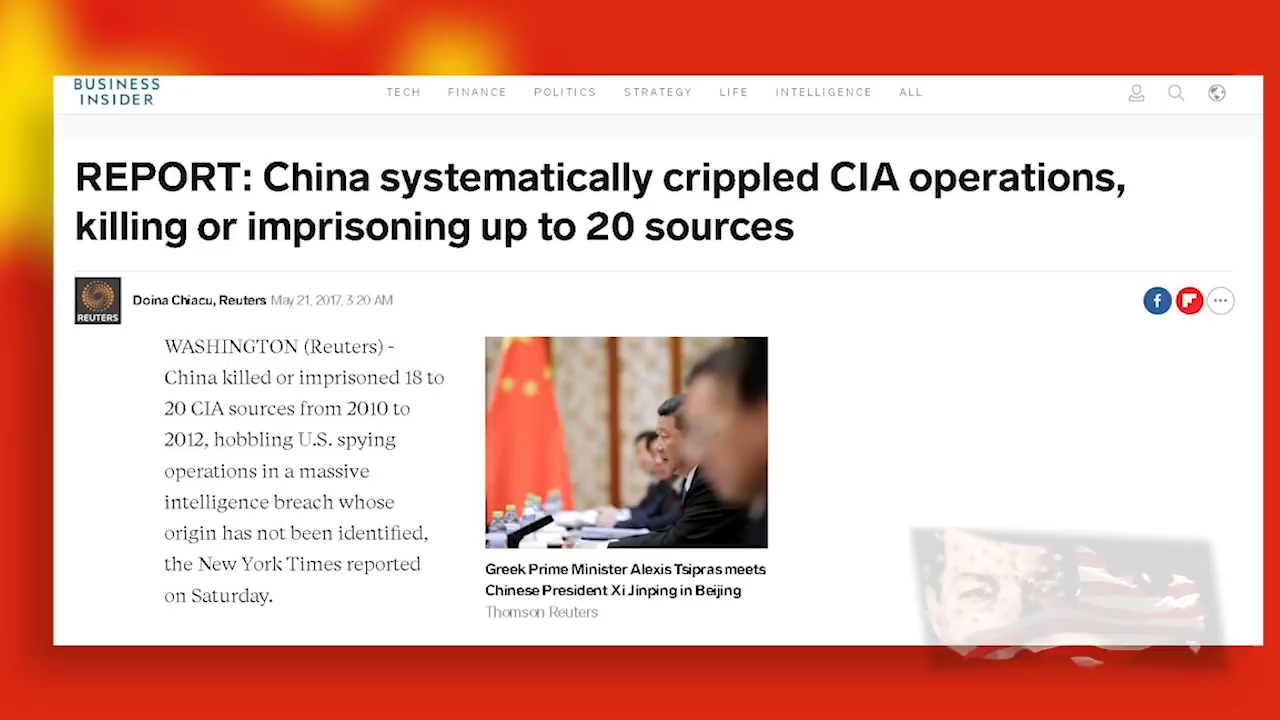 BUSINESS
INSIDER
TECH FINANCE POLITICS STRATEGY LIFE INTELLIGENCE ALL
REPORT: China systematically crippled CIA operations,
killing or imprisoning up to 20 sources
REUTERS
Doina Chiacu, Reuters May 21, 2017, 3:20 AM
f
WASHINGTON (Reuters) -
China killed or imprisoned 18 to
20 CIA sources from 2010 to
2012, hobbling U.S. spying
operations in a massive
intelligence breach whose
origin has not been identified,
the New York Times reported
on Saturday.
Greek Prime Minister Alexis Tsipras meets
Chinese President Xi Jinping in Beijing
Thomson Reuters